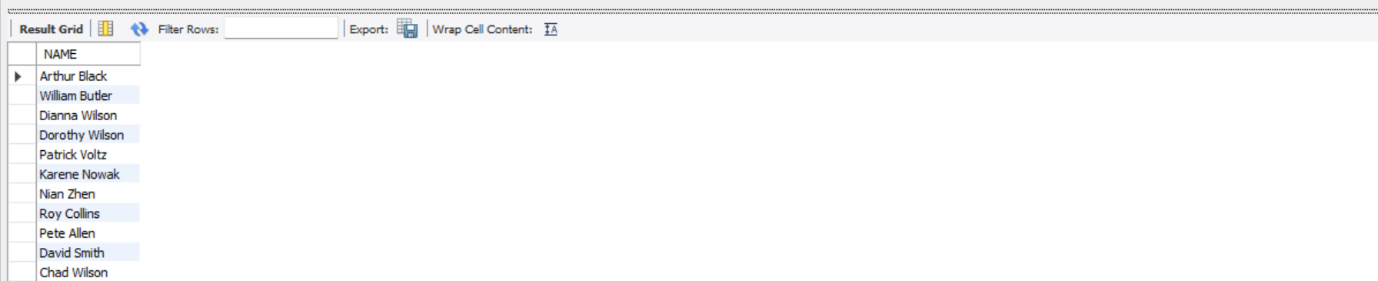 Result Grid Filter Rows: Export: Wrap Cell Content: IA
NAME
Arthur Black
William Butler
Dianna Wilson
Dorothy Wilson
Patrick Voltz
Karene Nowak
Nian Zhen
Roy Collins
Pete Allen
David Smith
Chad Wilson